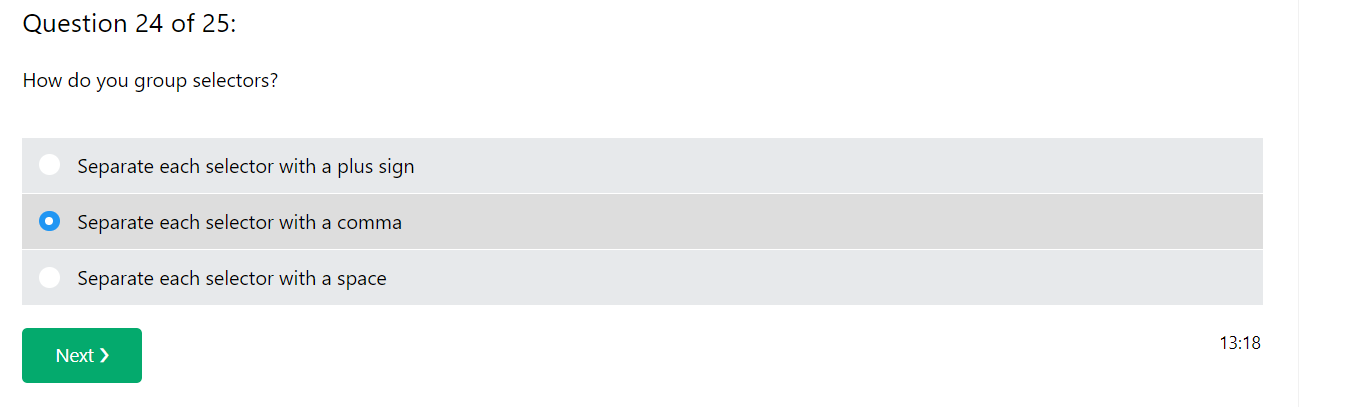 Question 24 of 25:
How do you group selectors?
Separate each selector with a plus sign
Separate each selector with a comma
Separate each selector with a space
Next ❯
13:18